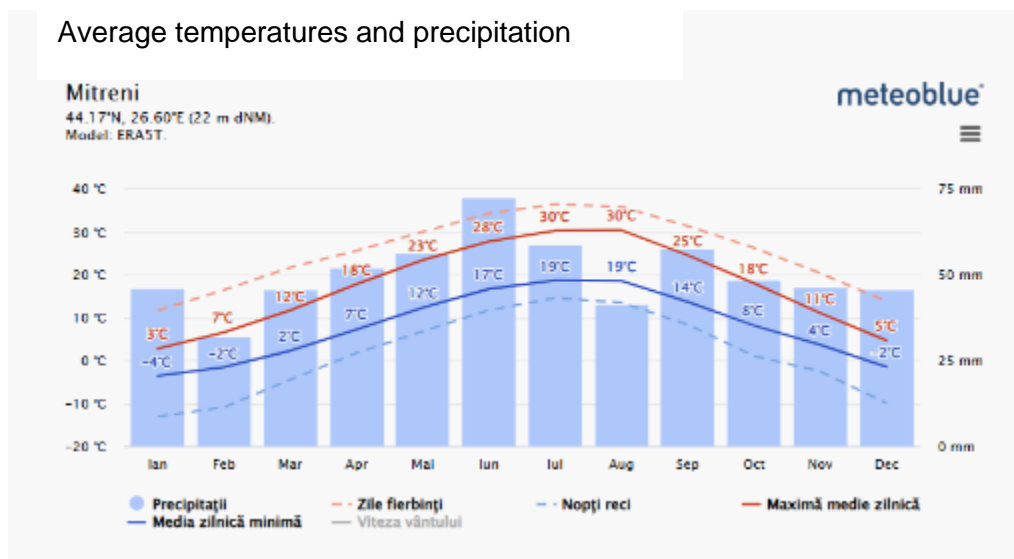 Average temperatures and precipitation
Mitreni
meteoblue®
44.17°N, 26.60°E (22 m dNM).
Model: ERA5T.
40 °C
75 mm
30 °C
50 mm
20 °C
10 °C
25 mm
0 °C
-10 °C
-20 °C
0 mm
3°C 7°C 12°C 18°C 23°C 28°C 30°C 30°C 25°C 18°C 11°C 5°C
-4°C -2°C 2°C 7°C 12°C 17°C 19°C 19°C 14°C 8°C 4°C -2°C
Ian Feb Mar Apr Mai Iun Iul Aug Sep Oct Nov Dec
Precipitații
Zile fierbinți
Nopți reci
Maximă medie zilnică
Media zilnică minimă
Viteza vântului